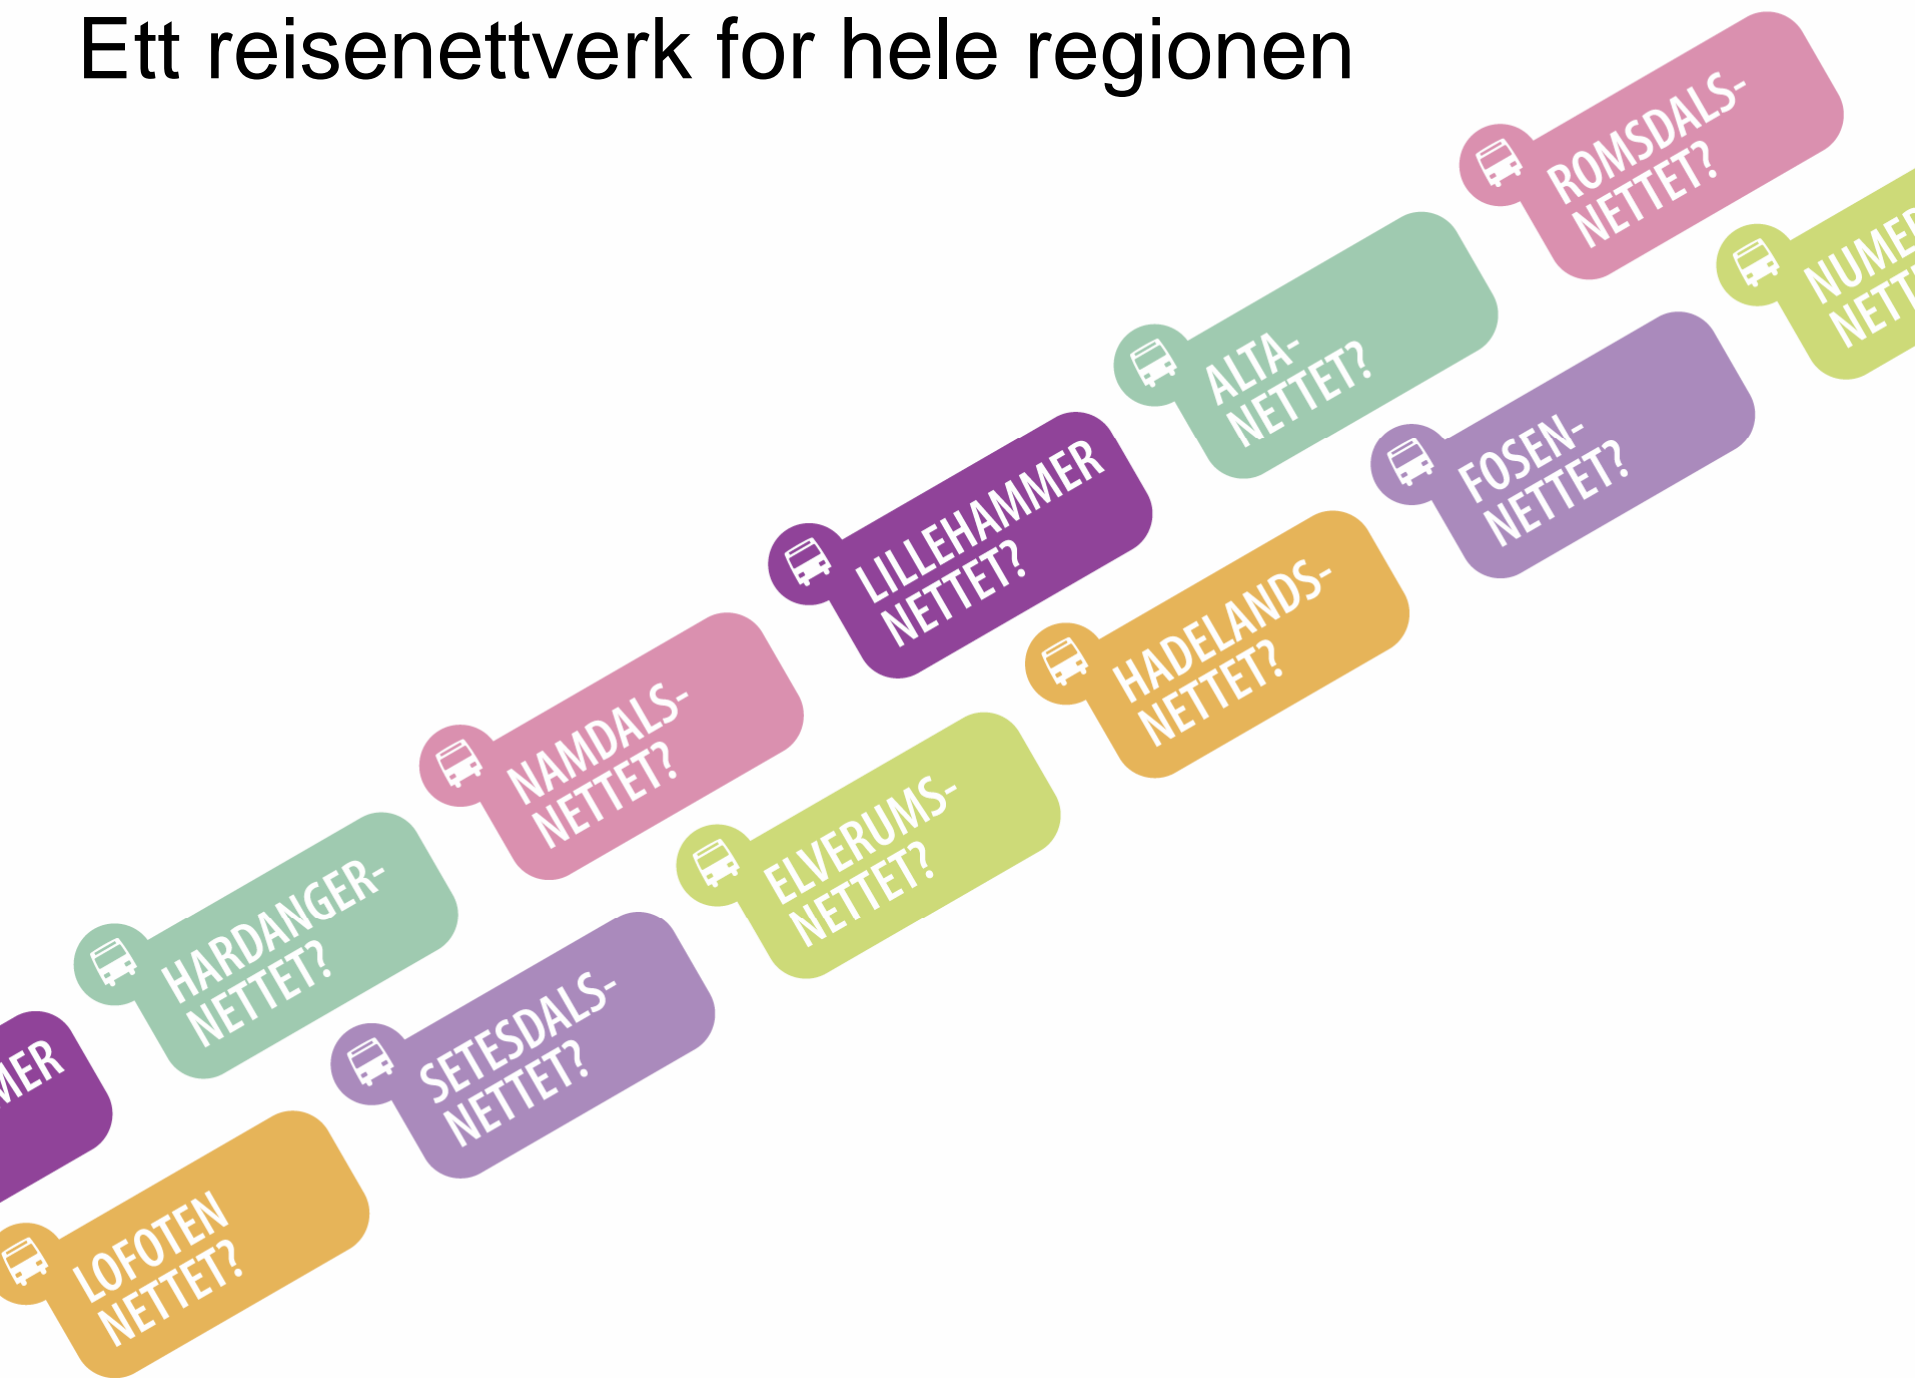 Ett reisenettverk for hele regionen
ROMSDALS-
NETTET?
ALTA-
NETTET?
FOSEN-
NETTET?
LILLEHAMMER
NETTET?
HADELANDS-
NETTET?
NAMDALS-
NETTET?
ELVERUMS-
NETTET?
HARDANGER-
NETTET?
SETESDALS-
NETTET?
LOFOTEN
NETTET?